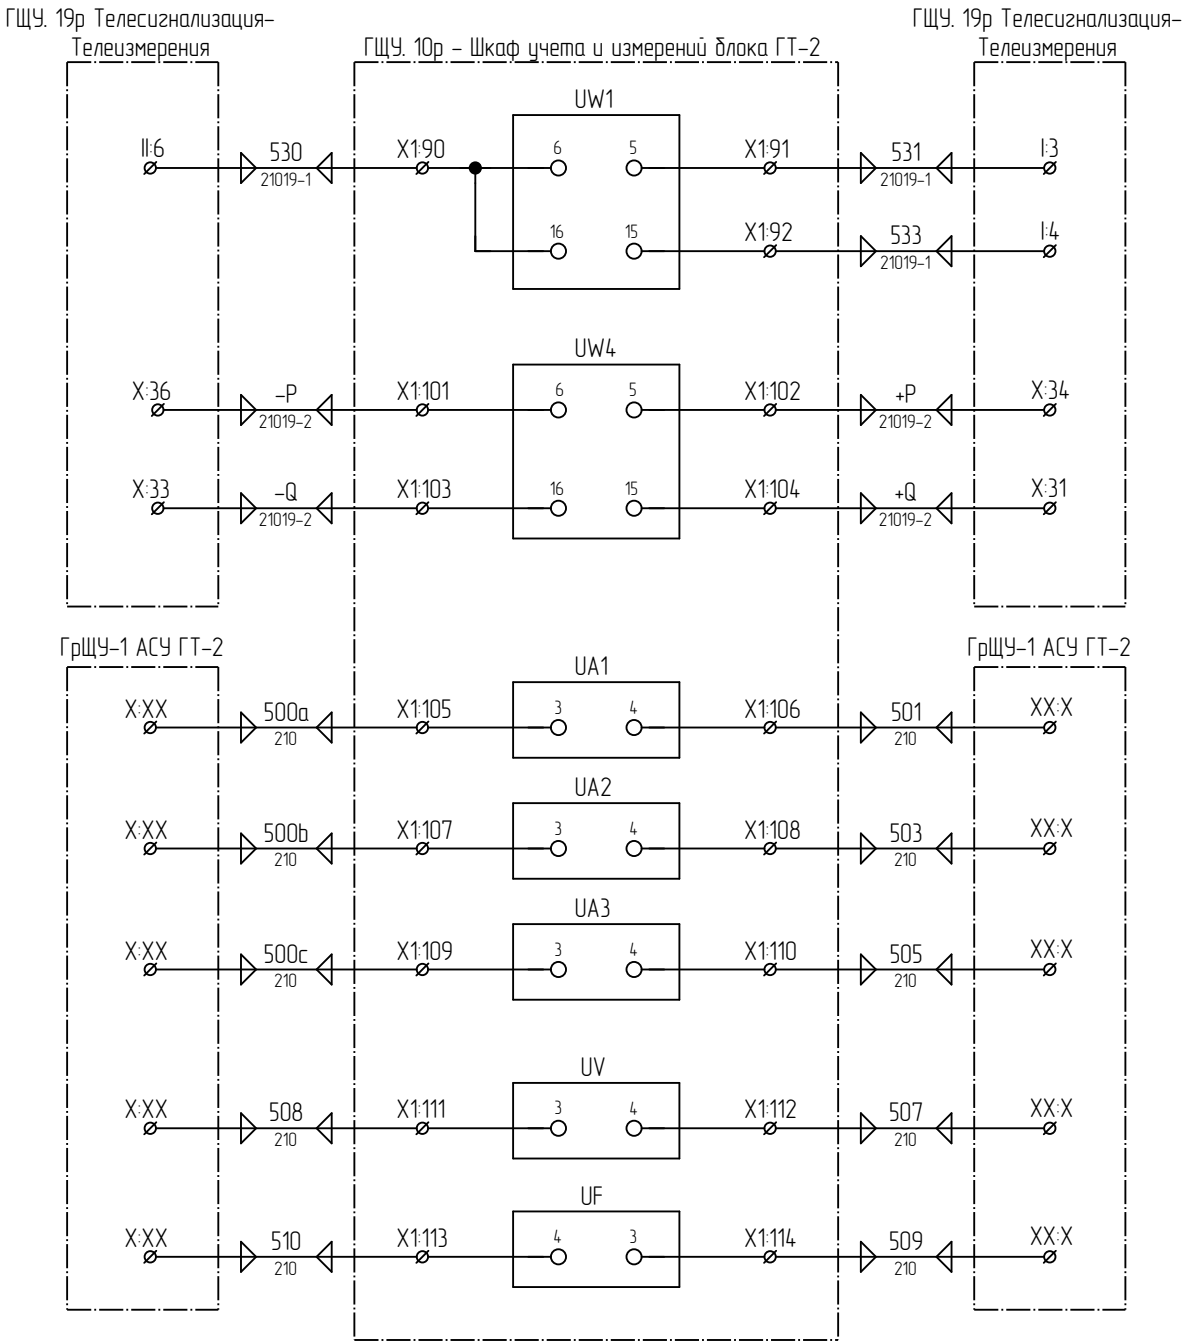 ГЩУ. 19р Телесигнализация-
Телеизмерения
ГЩУ. 10р - Шкаф учета и измерений блока ГТ-2
ГЩУ. 19р Телесигнализация-
Телеизмерения
UW1
II:6 530 X1:90 6 5 X1:91 531 I:3
21019-1 21019-1
16 15 X1:92 533 I:4
21019-1
UW4
X:36 -P X1:101 6 5 X1:102 +P X:34
21019-2 21019-2
X:33 -Q X1:103 16 15 X1:104 +Q X:31
21019-2 21019-2
ГрЩУ-1 АСУ ГТ-2 ГрЩУ-1 АСУ ГТ-2
UA1
X:XX 500a X1:105 3 4 X1:106 501 XX:X
210 210
UA2
X:XX 500b X1:107 3 4 X1:108 503 XX:X
210 210
UA3
X:XX 500c X1:109 3 4 X1:110 505 XX:X
210 210
UV
X:XX 508 X1:111 3 4 X1:112 507 XX:X
210 210
UF
X:XX 510 X1:113 4 3 X1:114 509 XX:X
210 210